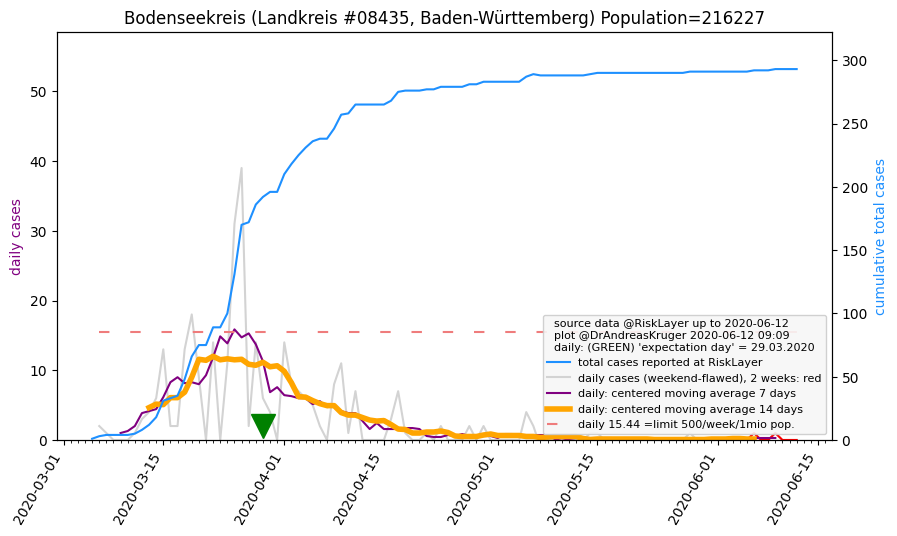 Bodenseekreis (Landkreis #08435, Baden-Württemberg) Population=216227
daily cases
50
40
30
20
10
0
300
250
200
150
100
50
0
cumulative total cases
source data @RiskLayer up to 2020-06-12
plot @DrAndreasKruger 2020-06-12 09:09
daily: (GREEN) 'expectation day' = 29.03.2020
total cases reported at RiskLayer
daily cases (weekend-flawed), 2 weeks: red
daily: centered moving average 7 days
daily: centered moving average 14 days
daily 15.44 =limit 500/week/1mio pop.
2020-03-01
2020-03-15
2020-04-01
2020-04-15
2020-05-01
2020-05-15
2020-06-01
2020-06-15